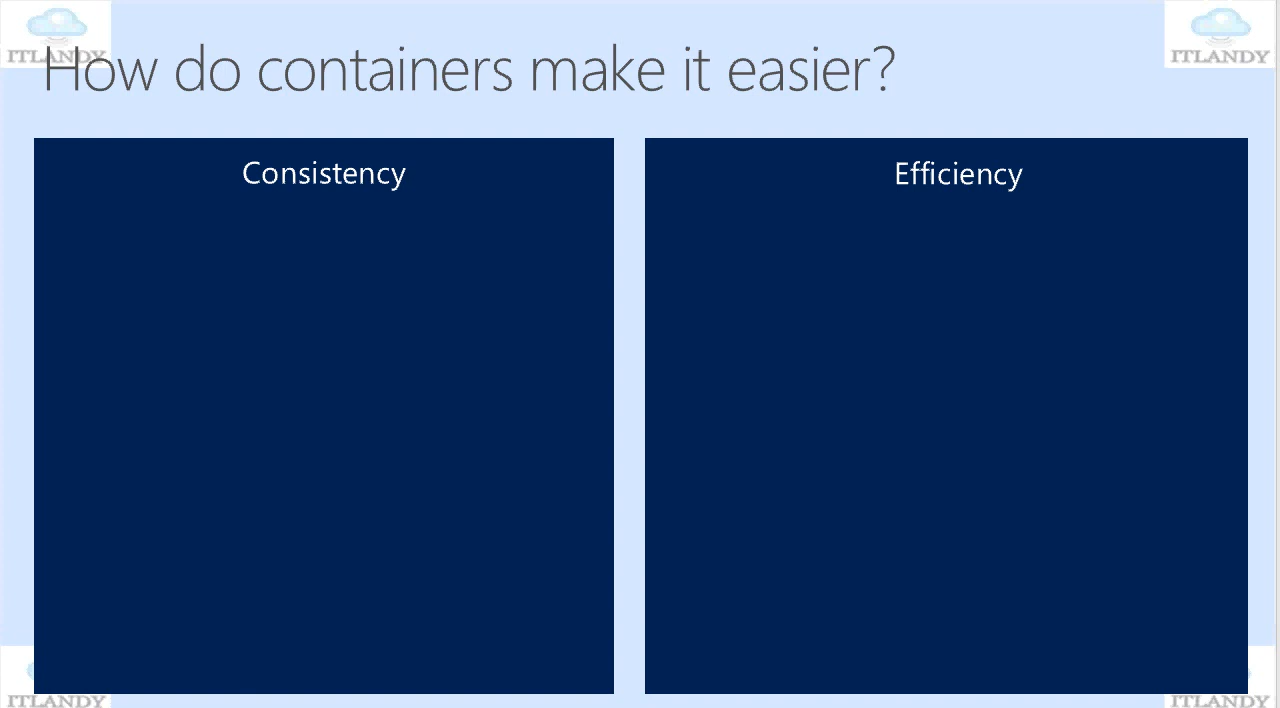 ITLANDY
ITLANDY
How do containers make it easier?
Consistency
Efficiency
ITLANDY
ITLANDY